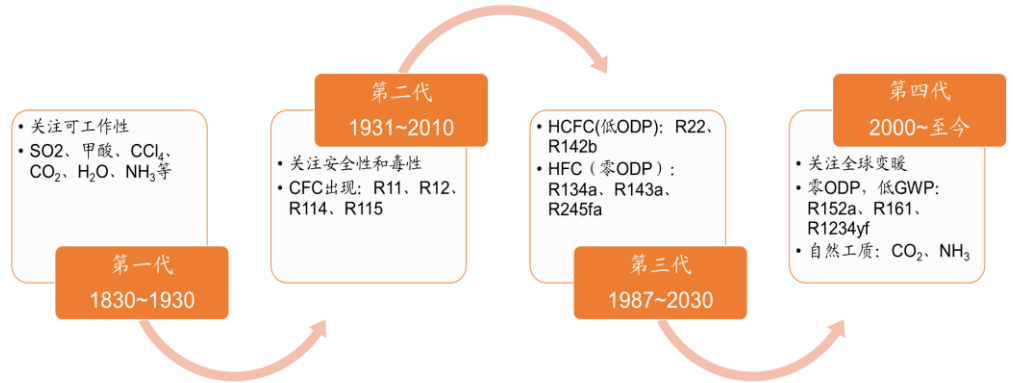 • 关注可工作性
• SO2、甲酸、CCl₄、
CO₂、H₂O、NH₃等
第一代
1830~1930
第二代
1931~2010
• 关注安全性和毒性
• CFC出现：R11、R12、
R114、R115
• HCFC(低ODP)：R22、
R142b
• HFC（零ODP）：
R134a、R143a、
R245fa
第三代
1987~2030
第四代
2000~至今
• 关注全球变暖
• 零ODP，低GWP:
R152a、R161、
R1234yf
• 自然工质：CO₂、NH₃